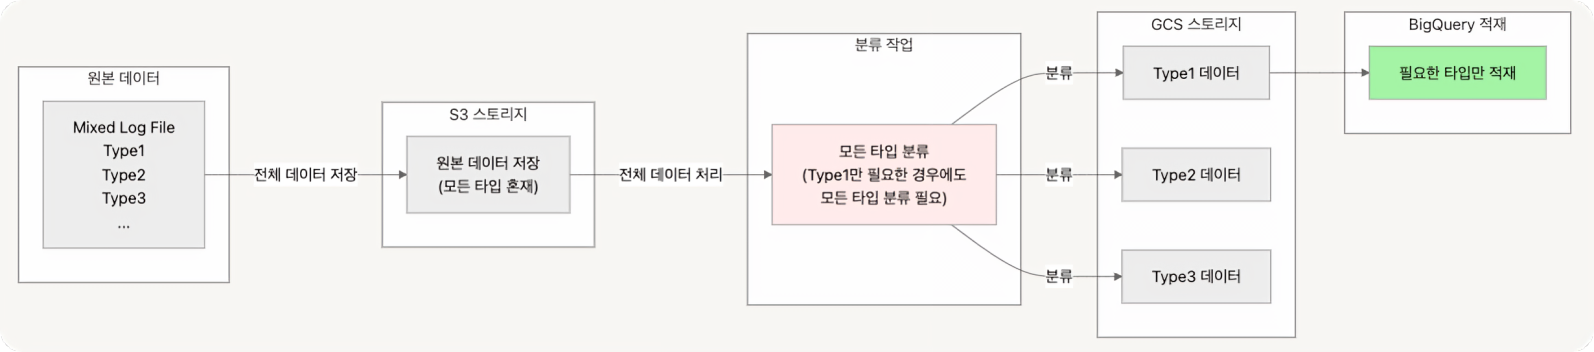 원본 데이터
Mixed Log File
Type1
Type2
Type3
...
전체 데이터 저장
S3 스토리지
원본 데이터 저장
(모든 타입 혼재)
전체 데이터 처리
분류 작업
모든 타입 분류
(Type1만 필요한 경우에도
모든 타입 분류 필요)
분류
분류
분류
GCS 스토리지
Type1 데이터
Type2 데이터
Type3 데이터
BigQuery 적재
필요한 타입만 적재